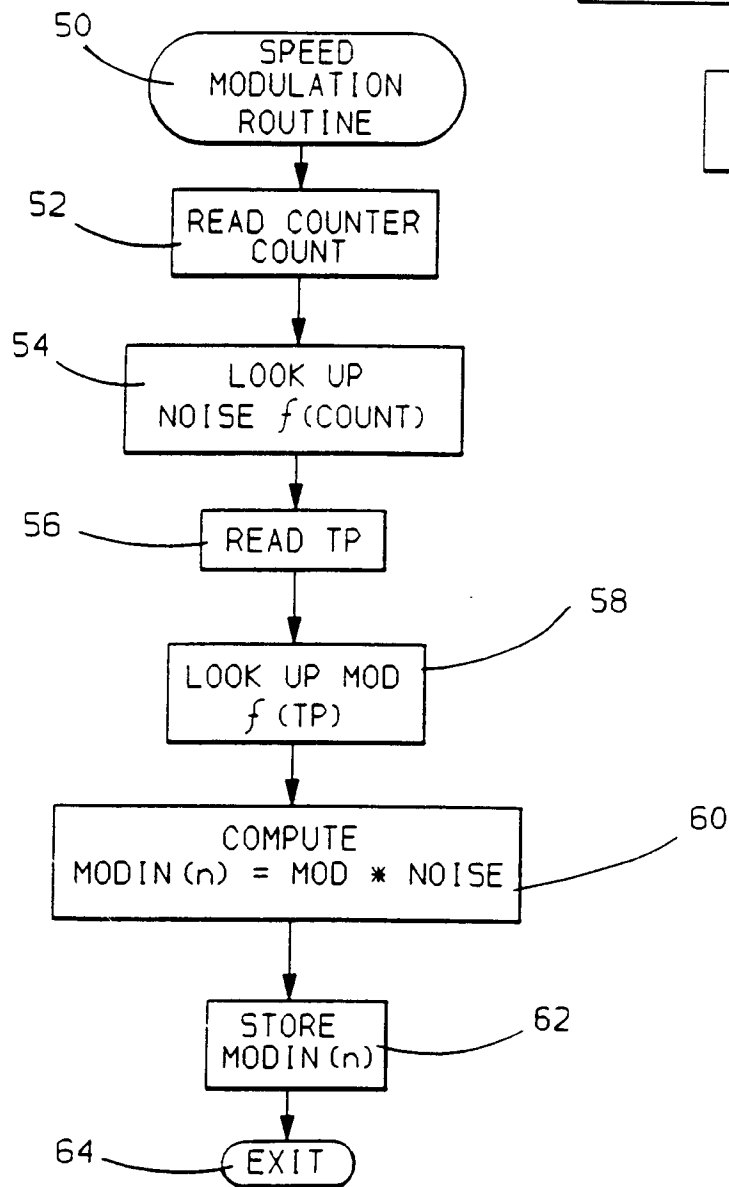 50
SPEED
MODULATION
ROUTINE
52
READ COUNTER
COUNT
54
LOOK UP
NOISE f(COUNT)
56
READ TP
58
LOOK UP MOD
f(TP)
60
COMPUTE
MODIN(n) = MOD * NOISE
62
STORE
MODIN(n)
64
EXIT